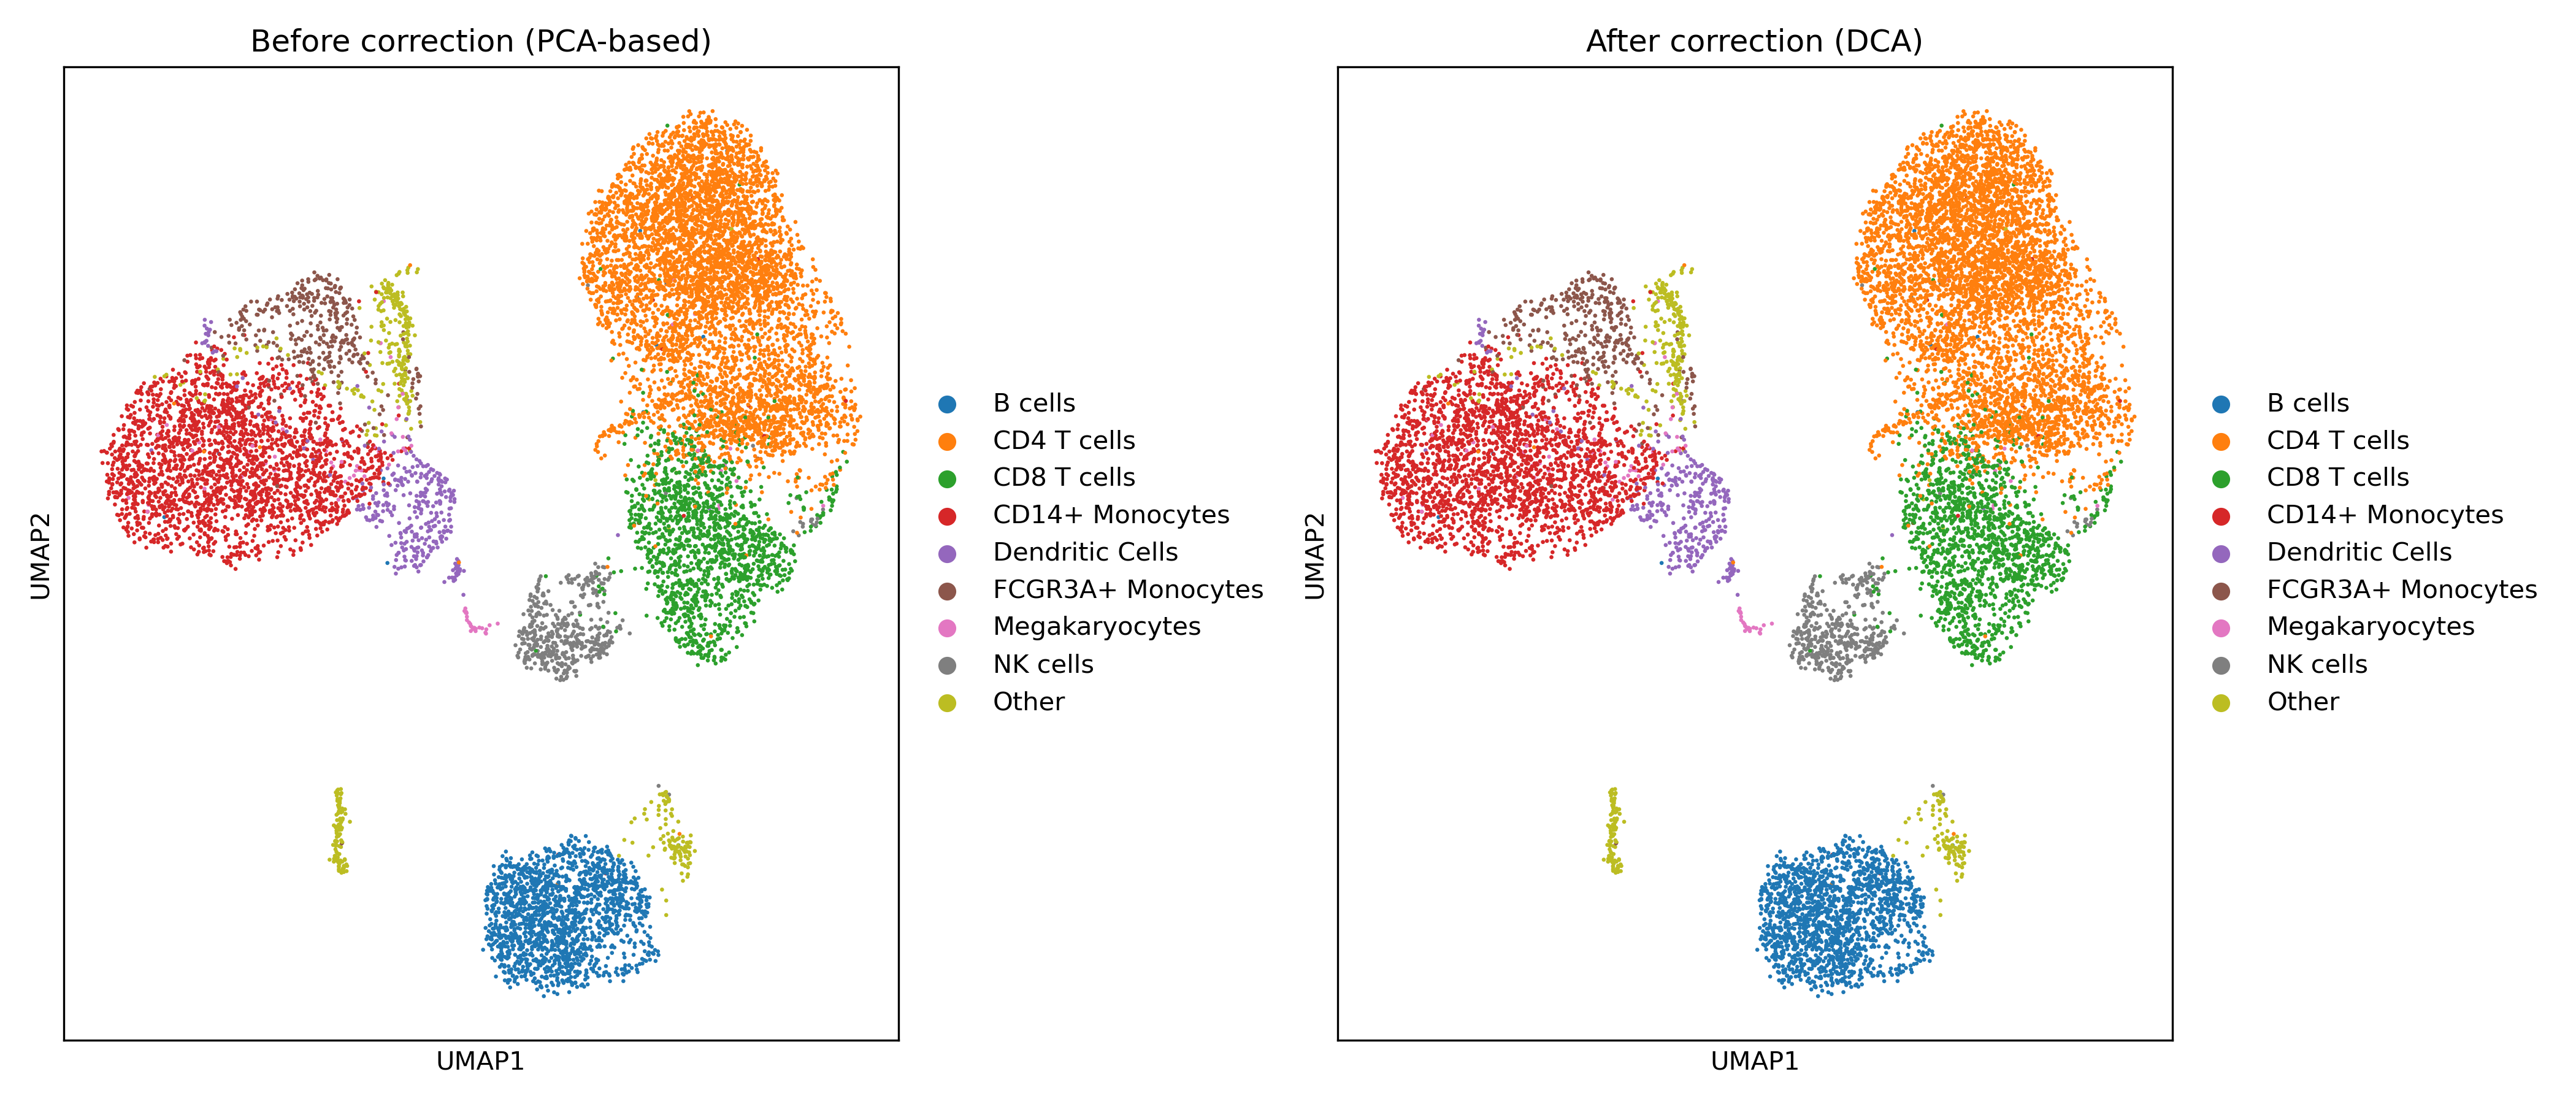 Before correction (PCA-based)
UMAP2
UMAP1
B cells
CD4 T cells
CD8 T cells
CD14+ Monocytes
Dendritic Cells
FCGR3A+ Monocytes
Megakaryocytes
NK cells
Other
After correction (DCA)
UMAP2
UMAP1
B cells
CD4 T cells
CD8 T cells
CD14+ Monocytes
Dendritic Cells
FCGR3A+ Monocytes
Megakaryocytes
NK cells
Other